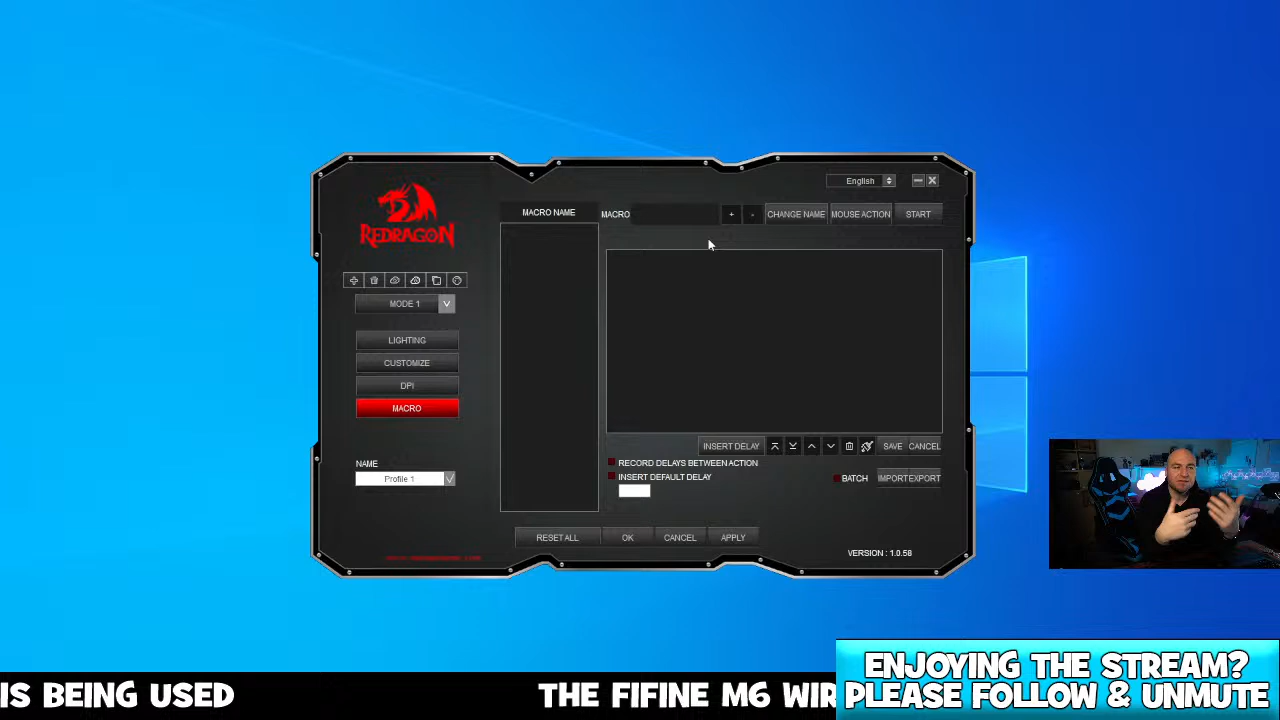 English
REDRAGON
MACRO NAME
MACRO
+
-
CHANGE NAME
MOUSE ACTION
START
MODE 1
V
LIGHTING
CUSTOMIZE
DPI
MACRO
INSERT DELAY
SAVE
CANCEL
RECORD DELAYS BETWEEN ACTION
INSERT DEFAULT DELAY
BATCH
IMPORT
EXPORT
NAME
Profile 1
V
RESET ALL
OK
CANCEL
APPLY
VERSION : 1.0.58
ENJOYING THE STREAM?
PLEASE FOLLOW & UNMUTE
IS BEING USED
THE FIFINE M6 WIR